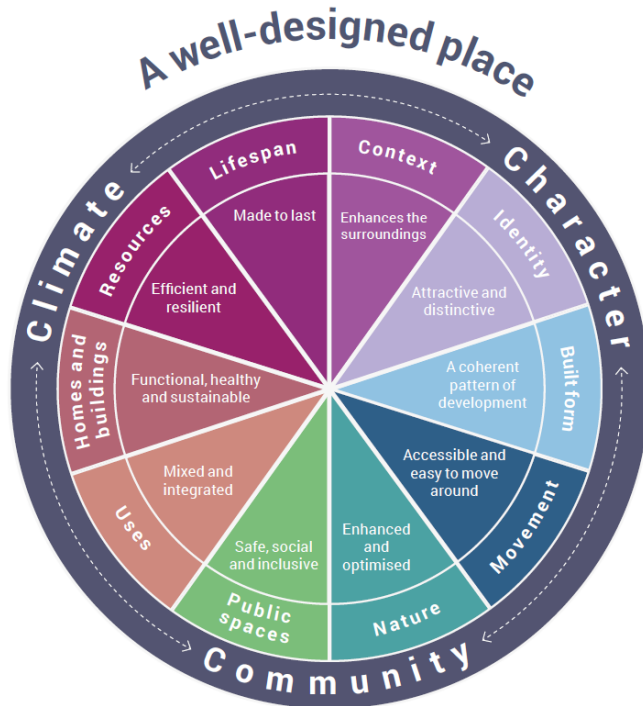 A well-designed place
Climate
Character
Community
Context
Enhances the
surroundings
Identity
Attractive and
distinctive
Built form
A coherent
pattern of
development
Movement
Accessible and
easy to move
around
Nature
Enhanced
and
optimised
Public
spaces
Safe, social
and inclusive
Uses
Mixed and
integrated
Homes and
buildings
Functional, healthy
and sustainable
Resources
Efficient and
resilient
Lifespan
Made to last